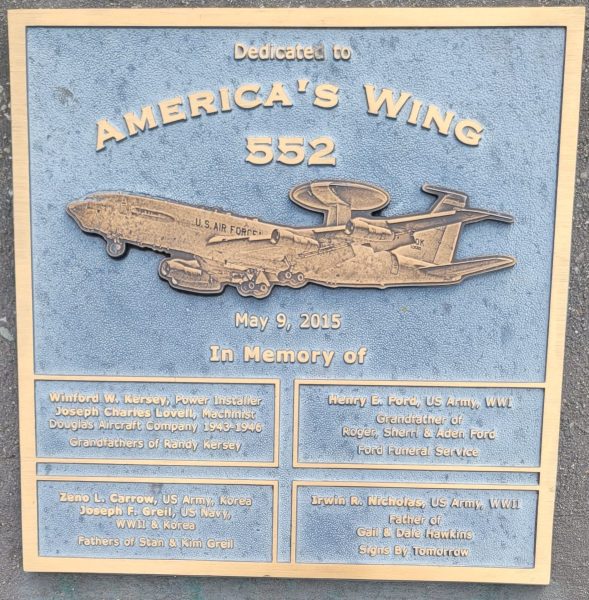 Dedicated to
AMERICA'S WING
552
U.S. AIR FORCE
OK
May 9, 2015
In Memory of
Winford W. Kersey, Power Installer
Joseph Charles Lovell, Machinist
Douglas Aircraft Company 1943-1946
Grandfathers of Randy Kersey
Henry E. Ford, US Army, WWI
Grandfather of
Roger, Sherri & Aden Ford
Ford Funeral Service
Zeno L. Carrow, US Army, Korea
Joseph F. Greil, US Navy,
WWII & Korea
Fathers of Stan & Kim Greil
Irwin R. Nicholas, US Army, WWII
Father of
Gail & Dale Hawkins
Signs By Tomorrow